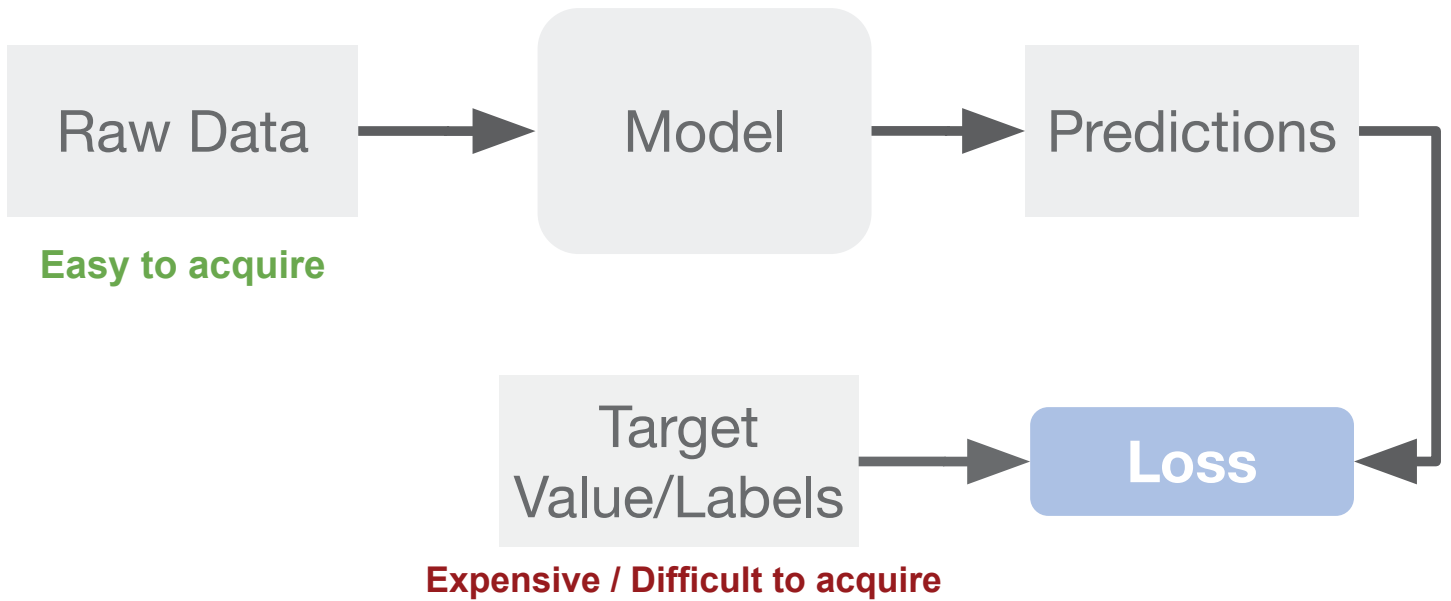 Raw Data
Model
Predictions
Easy to acquire
Target
Value/Labels
Loss
Expensive / Difficult to acquire